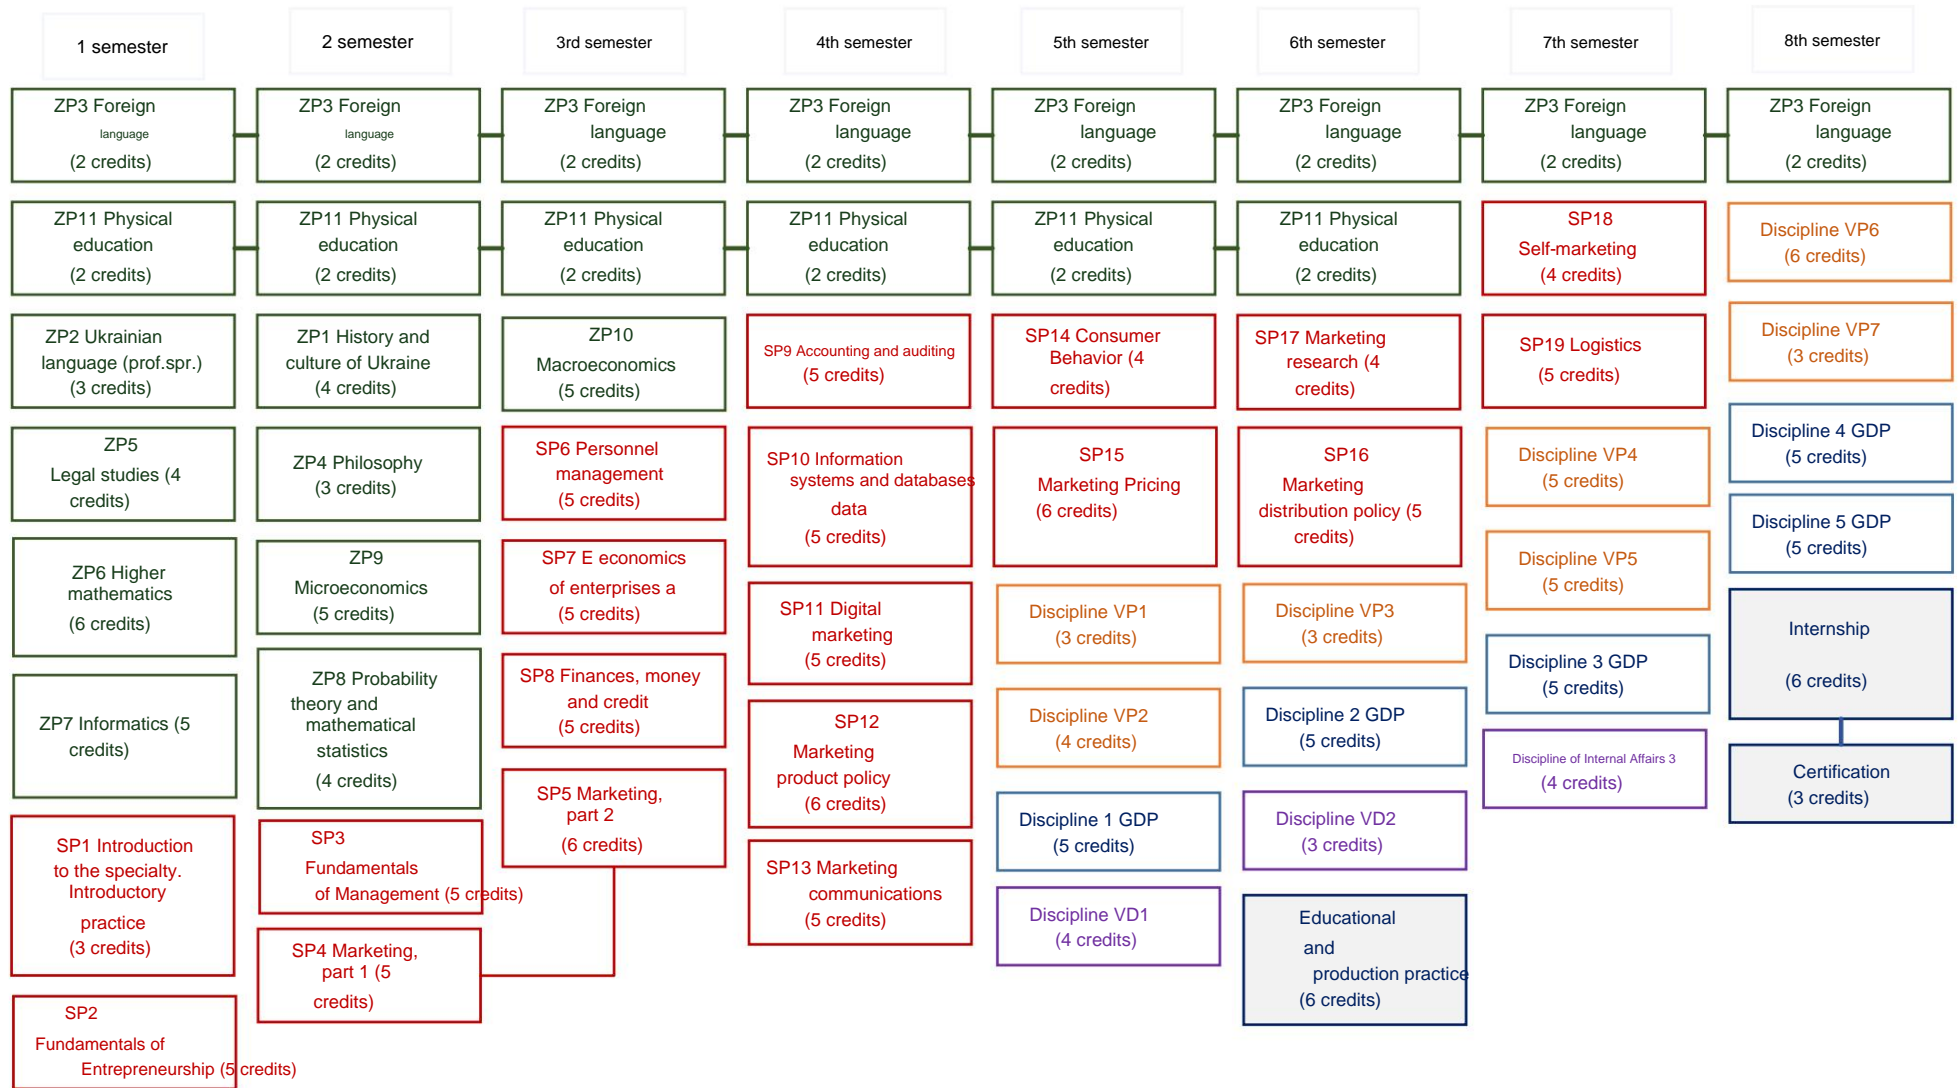 1 semester
2 semester
3rd semester
4th semester
5th semester
6th semester
7th semester
8th semester
ZP3 Foreign
language
(2 credits)
ZP3 Foreign
language
(2 credits)
ZP3 Foreign
language
(2 credits)
ZP3 Foreign
language
(2 credits)
ZP3 Foreign
language
(2 credits)
ZP3 Foreign
language
(2 credits)
ZP3 Foreign
language
(2 credits)
ZP3 Foreign
language
(2 credits)
ZP11 Physical
education
(2 credits)
ZP11 Physical
education
(2 credits)
ZP11 Physical
education
(2 credits)
ZP11 Physical
education
(2 credits)
ZP11 Physical
education
(2 credits)
ZP11 Physical
education
(2 credits)
SP18
Self-marketing
(4 credits)
Discipline VP6
(6 credits)
ZP2 Ukrainian
language (prof.spr.)
(3 credits)
ZP1 History and
culture of Ukraine
(4 credits)
ZP10
Macroeconomics
(5 credits)
SP9 Accounting and auditing
(5 credits)
SP14 Consumer
Behavior (4
credits)
SP17 Marketing
research (4
credits)
SP19 Logistics
(5 credits)
Discipline VP7
(3 credits)
ZP5
Legal studies (4
credits)
ZP4 Philosophy
(3 credits)
SP6 Personnel
management
(5 credits)
SP10 Information
systems and databases
data
(5 credits)
SP15
Marketing Pricing
(6 credits)
SP16
Marketing
distribution policy (5
credits)
Discipline VP4
(5 credits)
Discipline 4 GDP
(5 credits)
ZP6 Higher
mathematics
(6 credits)
ZP9
Microeconomics
(5 credits)
SP7 E economics
of enterprises a
(5 credits)
SP11 Digital
marketing
(5 credits)
Discipline VP1
(3 credits)
Discipline VP3
(3 credits)
Discipline VP5
(5 credits)
Discipline 5 GDP
(5 credits)
ZP7 Informatics (5
credits)
ZP8 Probability
theory and
mathematical
statistics
(4 credits)
SP8 Finances, money
and credit
(5 credits)
SP12
Marketing
product policy
(6 credits)
Discipline VP2
(4 credits)
Discipline 2 GDP
(5 credits)
Discipline 3 GDP
(5 credits)
Internship
(6 credits)
SP1 Introduction
to the specialty.
Introductory
practice
(3 credits)
SP3
Fundamentals
of Management (5 credits)
SP5 Marketing,
part 2
(6 credits)
SP13 Marketing
communications
(5 credits)
Discipline 1 GDP
(5 credits)
Discipline VD2
(3 credits)
Discipline of Internal Affairs 3
(4 credits)
Certification
(3 credits)
SP2
Fundamentals of
Entrepreneurship (5 credits)
SP4 Marketing,
part 1 (5
credits)
Discipline VD1
(4 credits)
Educational
and
production practice
(6 credits)